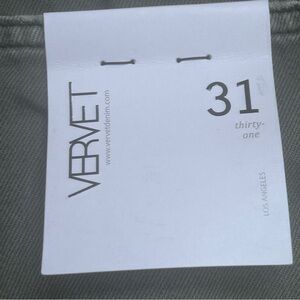 VERVET
www.vervetdenim.com
31
thirty-
one
LOS ANGELES